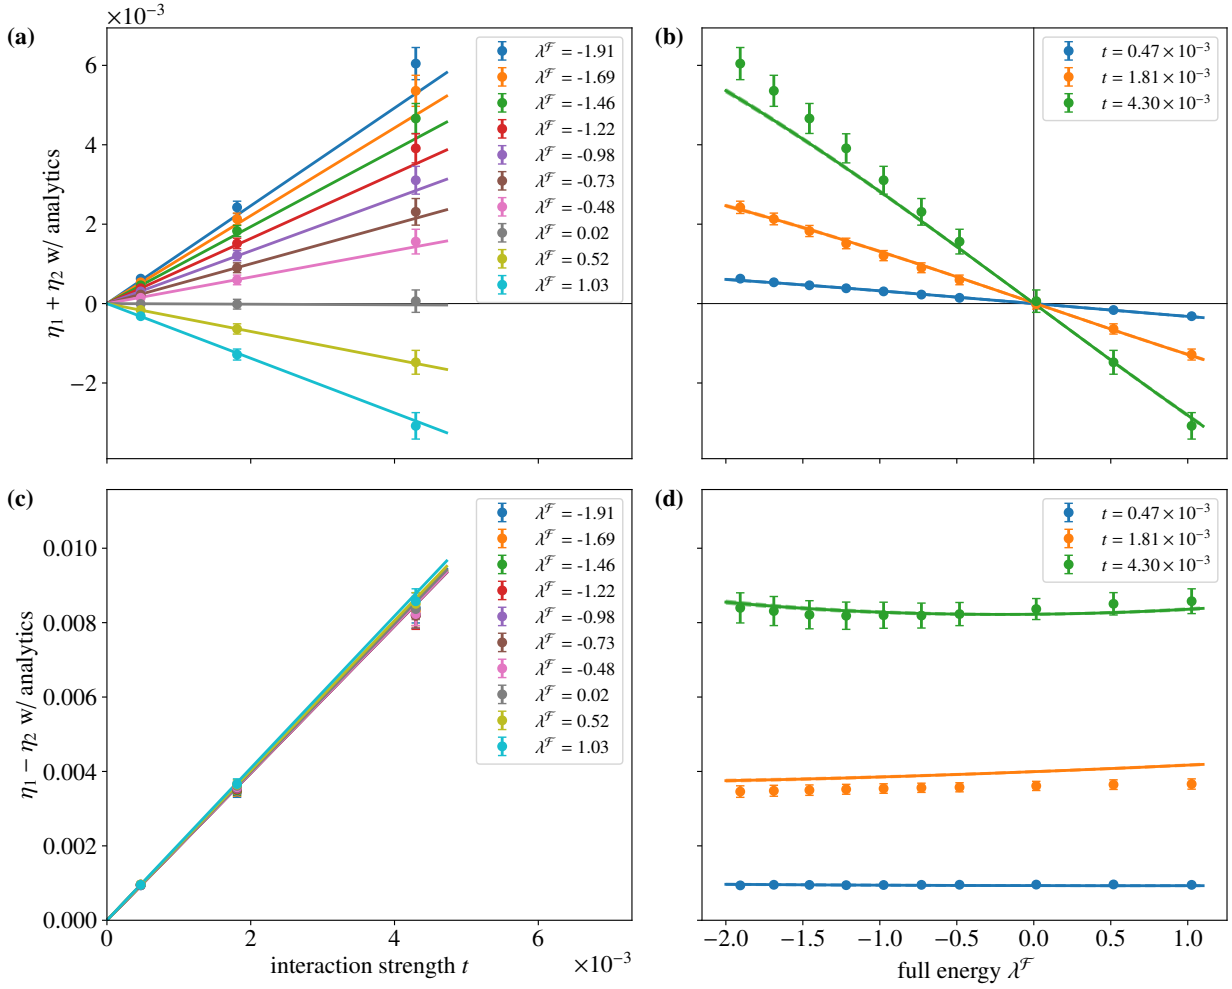 ×10⁻³
(a)
6
4
2
0
−2
η₁ + η₂ w/ analytics
λ^ℱ = -1.91
λ^ℱ = -1.69
λ^ℱ = -1.46
λ^ℱ = -1.22
λ^ℱ = -0.98
λ^ℱ = -0.73
λ^ℱ = -0.48
λ^ℱ = 0.02
λ^ℱ = 0.52
λ^ℱ = 1.03
(b)
t = 0.47 × 10⁻³
t = 1.81 × 10⁻³
t = 4.30 × 10⁻³
(c)
0.010
0.008
0.006
0.004
0.002
0.000
η₁ − η₂ w/ analytics
λ^ℱ = -1.91
λ^ℱ = -1.69
λ^ℱ = -1.46
λ^ℱ = -1.22
λ^ℱ = -0.98
λ^ℱ = -0.73
λ^ℱ = -0.48
λ^ℱ = 0.02
λ^ℱ = 0.52
λ^ℱ = 1.03
0 2 4 6
interaction strength t
×10⁻³
(d)
t = 0.47 × 10⁻³
t = 1.81 × 10⁻³
t = 4.30 × 10⁻³
−2.0 −1.5 −1.0 −0.5 0.0 0.5 1.0
full energy λ^ℱ